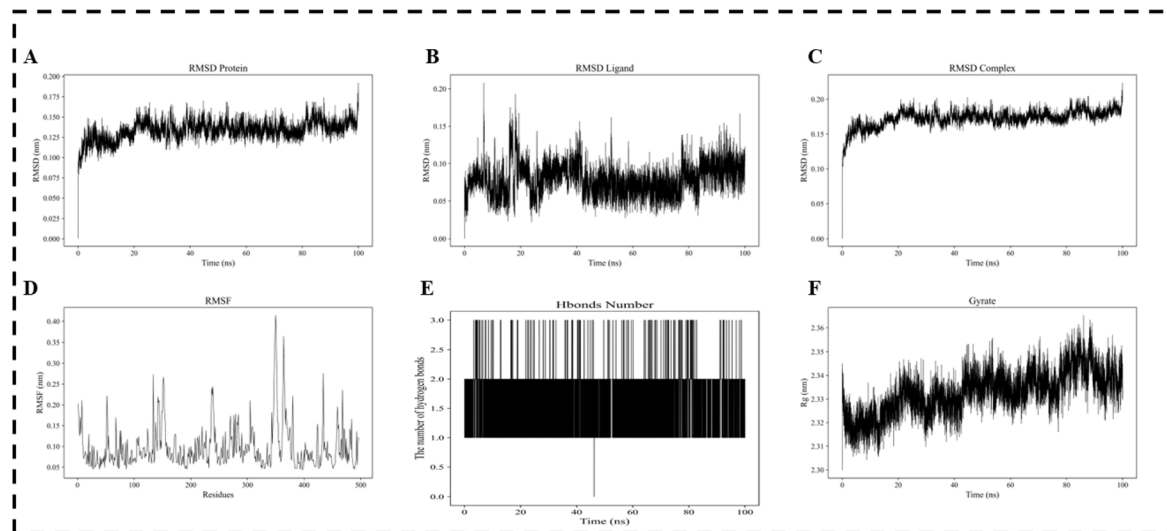 A
RMSD Protein
RMSD (nm)
0.200
0.175
0.150
0.125
0.100
0.075
0.050
0.025
0.000
0 20 40 60 80 100
Time (ns)
B
RMSD Ligand
RMSD (nm)
0.20
0.15
0.10
0.05
0.00
0 20 40 60 80 100
Time (ns)
C
RMSD Complex
RMSD (nm)
0.20
0.15
0.10
0.05
0.00
0 20 40 60 80 100
Time (ns)
D
RMSF
RMSF (nm)
0.40
0.35
0.30
0.25
0.20
0.15
0.10
0.05
0 100 200 300 400 500
Residues
E
Hbonds Number
The number of hydrogen bonds
3.0
2.5
2.0
1.5
1.0
0.5
0.0
0 20 40 60 80 100
Time (ns)
F
Gyrate
Rg (nm)
2.36
2.35
2.34
2.33
2.32
2.31
2.30
0 20 40 60 80 100
Time (ns)